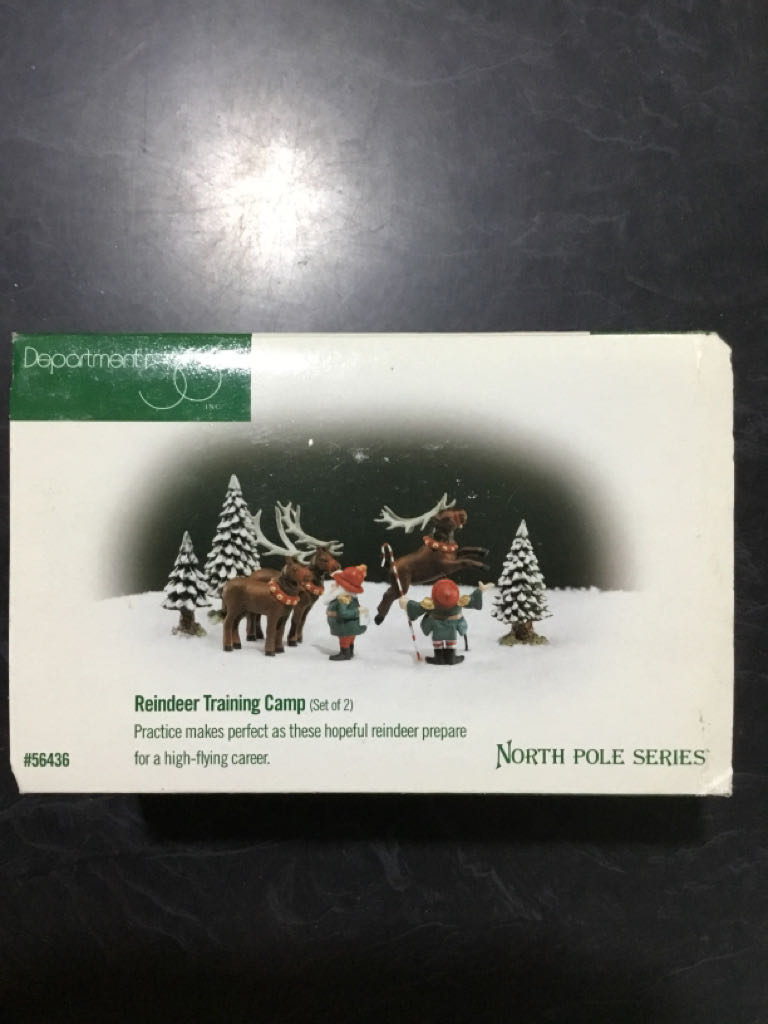 Department 56
INC.
Reindeer Training Camp (Set of 2)
Practice makes perfect as these hopeful reindeer prepare
for a high-flying career.
#56436
NORTH POLE SERIES™